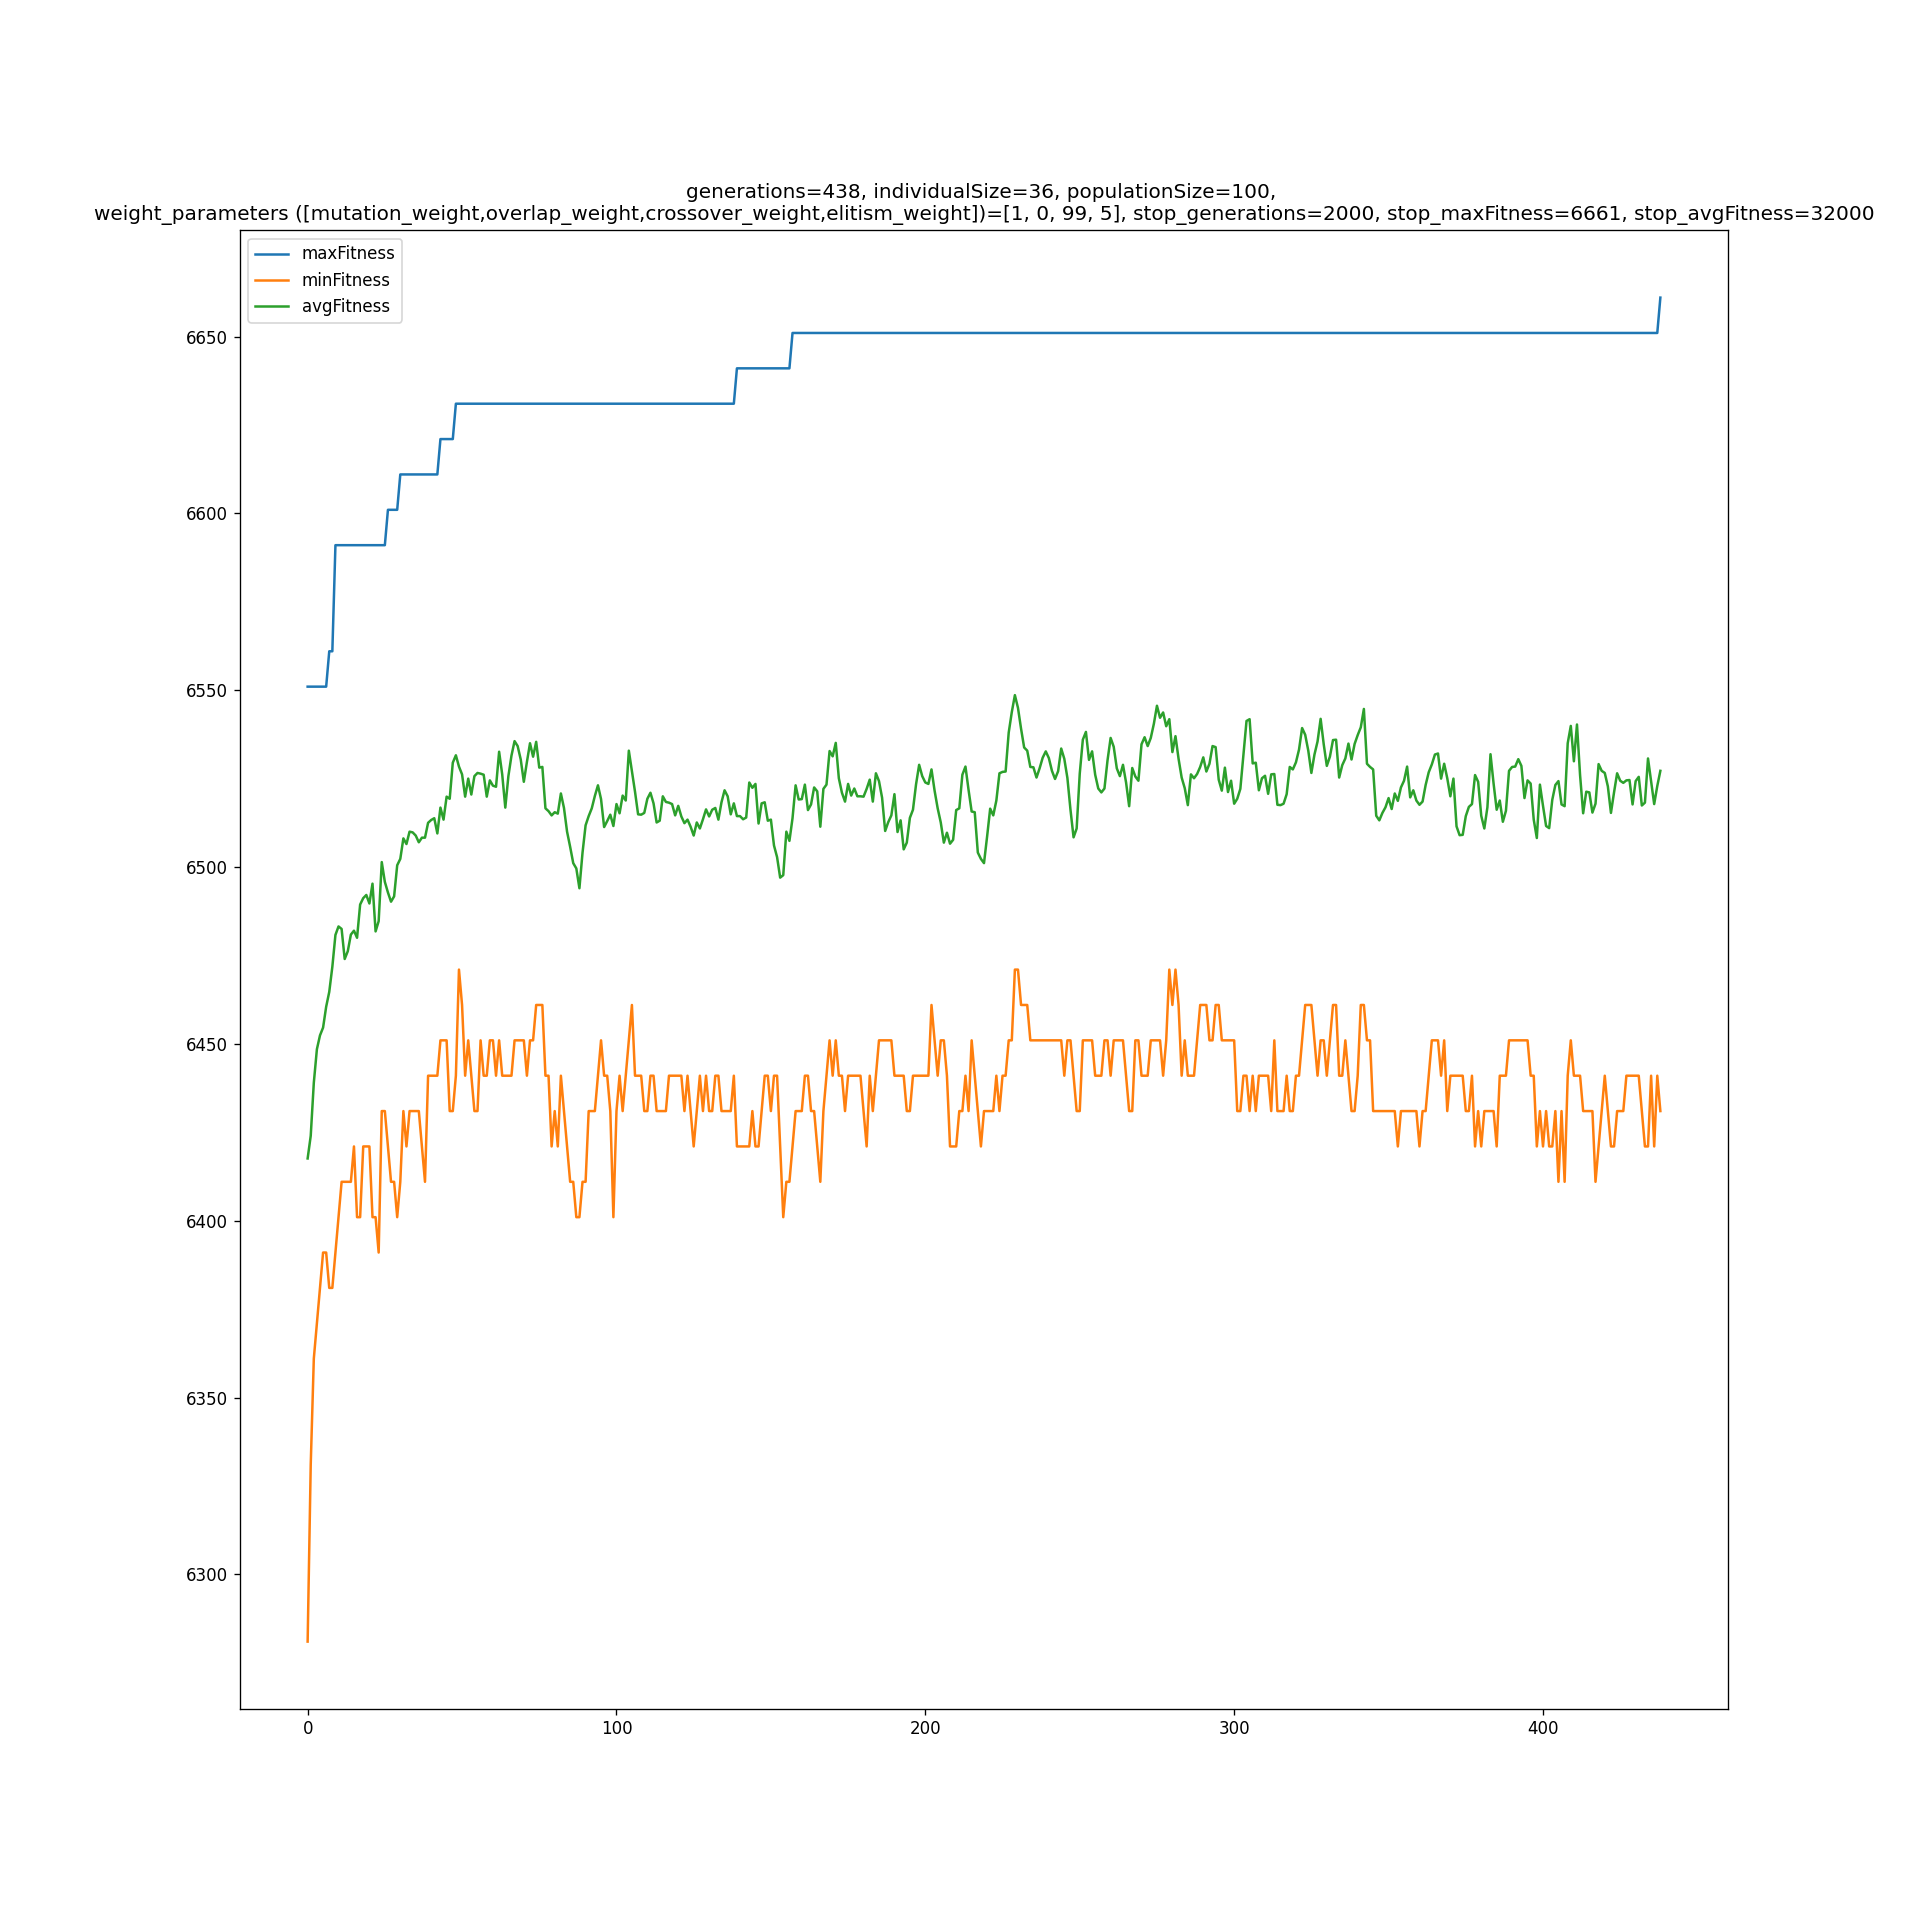 generations=438, individualSize=36, populationSize=100,
weight_parameters ([mutation_weight,overlap_weight,crossover_weight,elitism_weight])=[1, 0, 99, 5], stop_generations=2000, stop_maxFitness=6661, stop_avgFitness=32000
maxFitness
minFitness
avgFitness
6650
6600
6550
6500
6450
6400
6350
6300
0 100 200 300 400